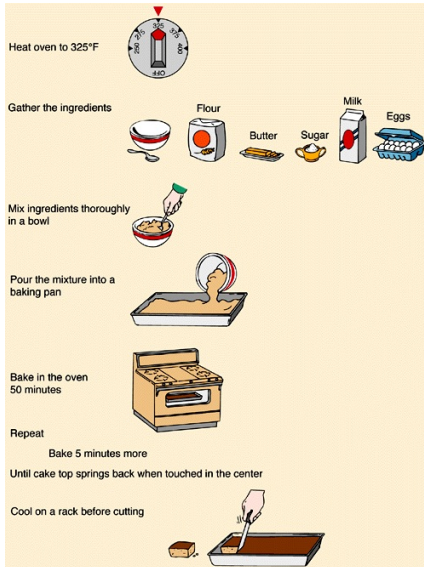 Heat oven to 325°F
250 275 325 375 400
OFF
Gather the ingredients
Flour
Butter
Sugar
Milk
Eggs
Mix ingredients thoroughly
in a bowl
Pour the mixture into a
baking pan
Bake in the oven
50 minutes
Repeat
Bake 5 minutes more
Until cake top springs back when touched in the center
Cool on a rack before cutting